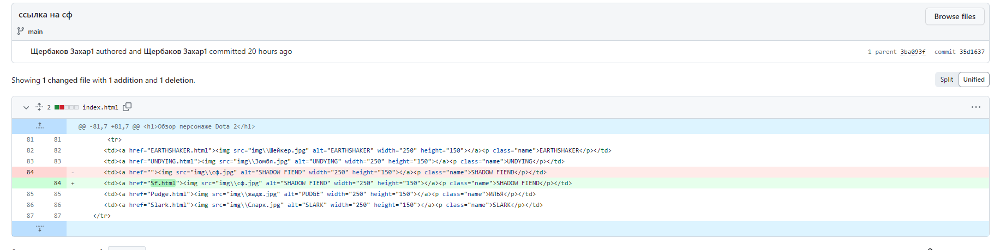 ссылка на сф
Browse files
main
Щербаков Захар1 authored and Щербаков Захар1 committed 20 hours ago
1 parent 3ba093f commit 35d1637
Showing 1 changed file with 1 addition and 1 deletion.
Split Unified
2 index.html
@@ -81,7 +81,7 @@ <h1>Обзор персонаже Dota 2</h1>
81 81 <tr>
82 82 <td><a href="EARTHSHAKER.html"><img src="img\\Шейкер.jpg" alt="EARTHSHAKER" width="250" height="150"></a><p class="name">EARTHSHAKER</p></td>
83 83 <td><a href="UNDYING.html"><img src="img\\Зомбя.jpg" alt="UNDYING" width="250" height="150"></a><p class="name">UNDYING</p></td>
84 - <td><a href=""><img src="img\\сф.jpg" alt="SHADOW FIEND" width="250" height="150"></a><p class="name">SHADOW FIEND</p></td>
84 + <td><a href="Sf.html"><img src="img\\сф.jpg" alt="SHADOW FIEND" width="250" height="150"></a><p class="name">SHADOW FIEND</p></td>
85 85 <td><a href="Pudge.html"><img src="img\\жадж.jpg" alt="PUDGE" width="250" height="150"></a><p class="name">ИЛЬЯ</p></td>
86 86 <td><a href="Slark.html"><img src="img\\Сларк.jpg" alt="SLARK" width="250" height="150"></a><p class="name">SLARK</p></td>
87 87 </tr>